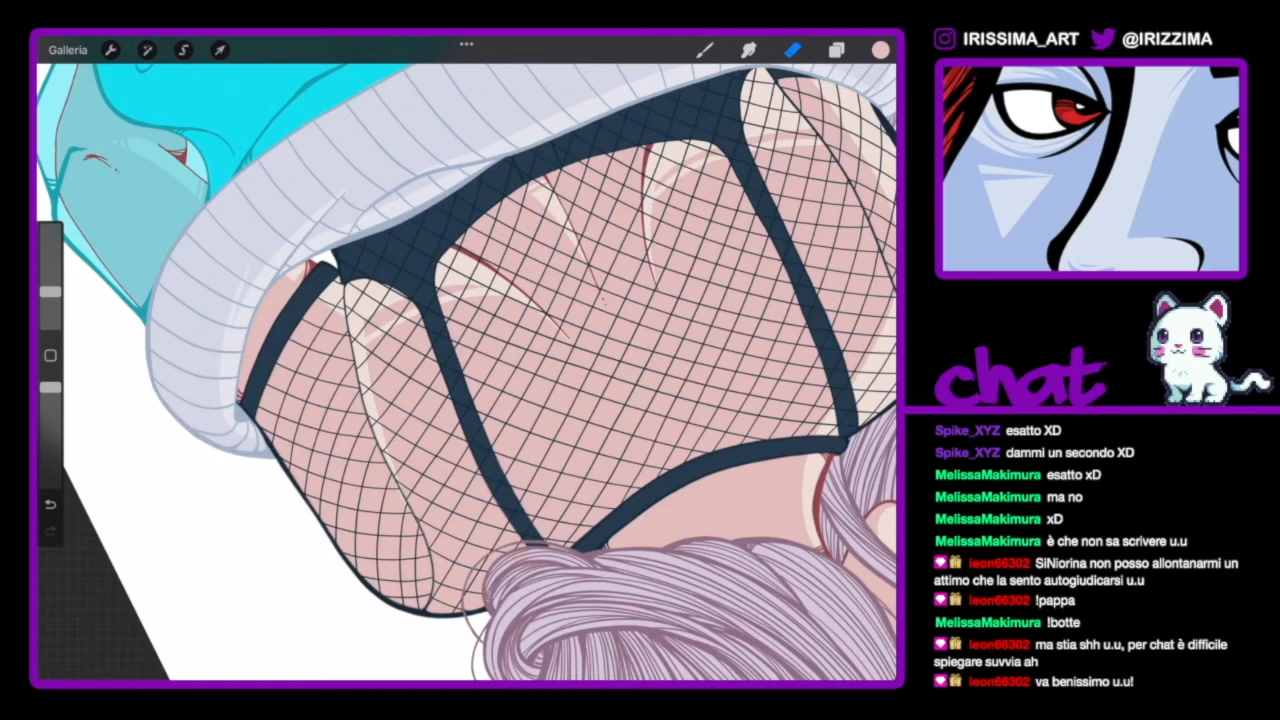 Galleria
IRISSIMA_ART @IRIZZIMA
chat
Spike_XYZ esatto XD
Spike_XYZ dammi un secondo XD
MelissaMakimura esatto xD
MelissaMakimura ma no
MelissaMakimura xD
MelissaMakimura è che non sa scrivere u.u
leon66302 SiNiorina non posso allontanarmi un
attimo che la sento autogiudicarsi u.u
leon66302 !pappa
MelissaMakimura !botte
leon66302 ma stia shh u.u, per chat è difficile
spiegare suvvia ah
leon66302 va benissimo u.u!